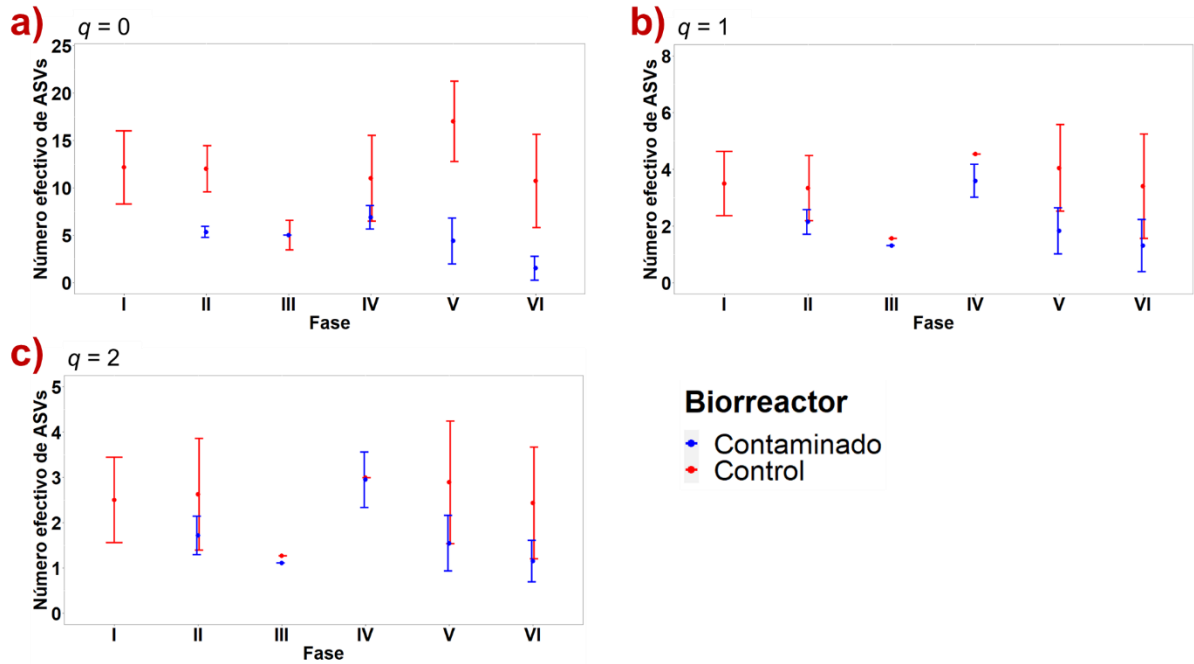 a)
q = 0
Número efectivo de ASVs
25
20
15
10
5
0
I II III IV V VI
Fase
b)
q = 1
Número efectivo de ASVs
8
6
4
2
0
I II III IV V VI
Fase
c)
q = 2
Número efectivo de ASVs
5
4
3
2
1
0
I II III IV V VI
Fase
Biorreactor
Contaminado
Control